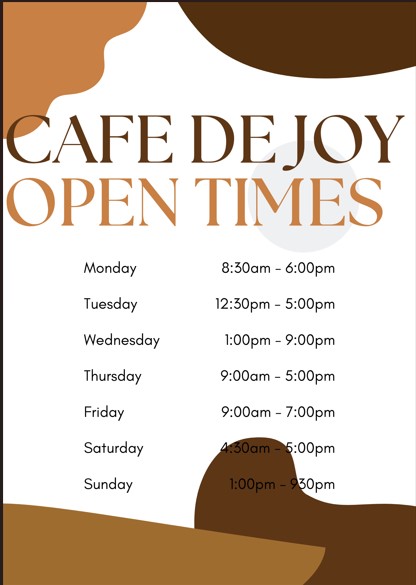 CAFE DE JOY
OPEN TIMES
Monday 8:30am - 6:00pm
Tuesday 12:30pm - 5:00pm
Wednesday 1:00pm - 9:00pm
Thursday 9:00am - 5:00pm
Friday 9:00am - 7:00pm
Saturday 4:30am - 5:00pm
Sunday 1:00pm - 930pm